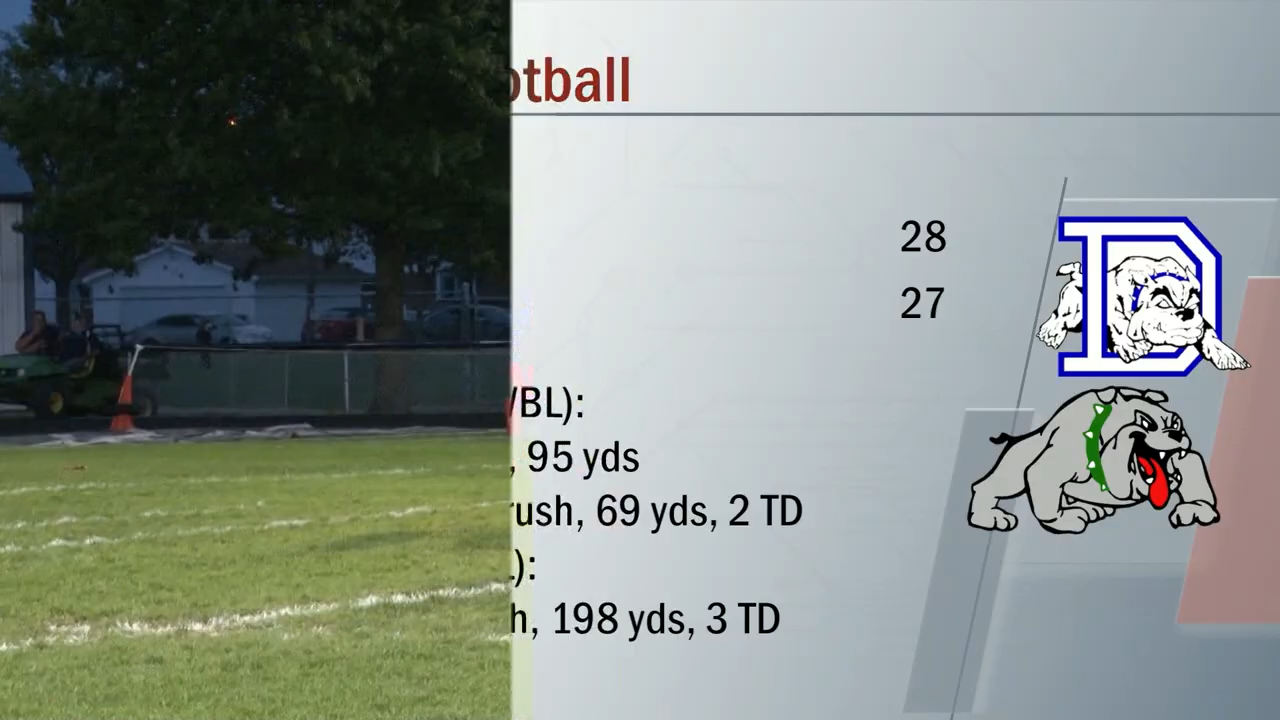 otball
28
27
D
/BL):
, 95 yds
rush, 69 yds, 2 TD
.):
h, 198 yds, 3 TD